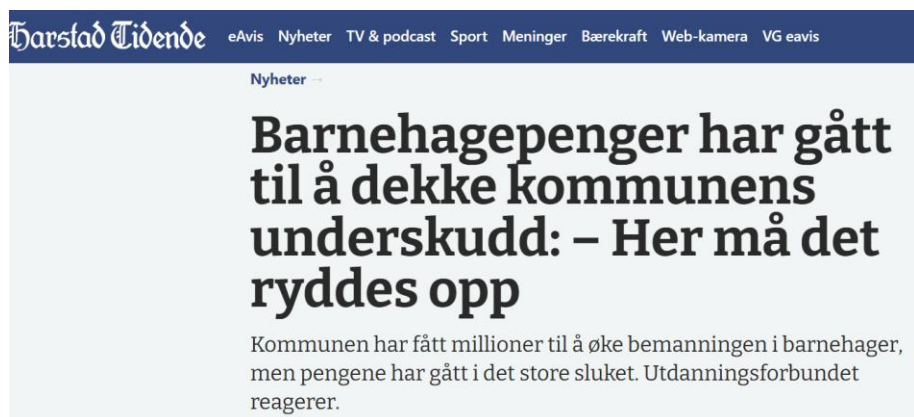 Harstad Tidende eAvis Nyheter TV & podcast Sport Meninger Bærekraft Web-kamera VG eavis
Nyheter →
Barnehagepenger har gått
til å dekke kommunens
underskudd: – Her må det
ryddes opp
Kommunen har fått millioner til å øke bemanningen i barnehager,
men pengene har gått i det store sluket. Utdanningsforbundet
reagerer.